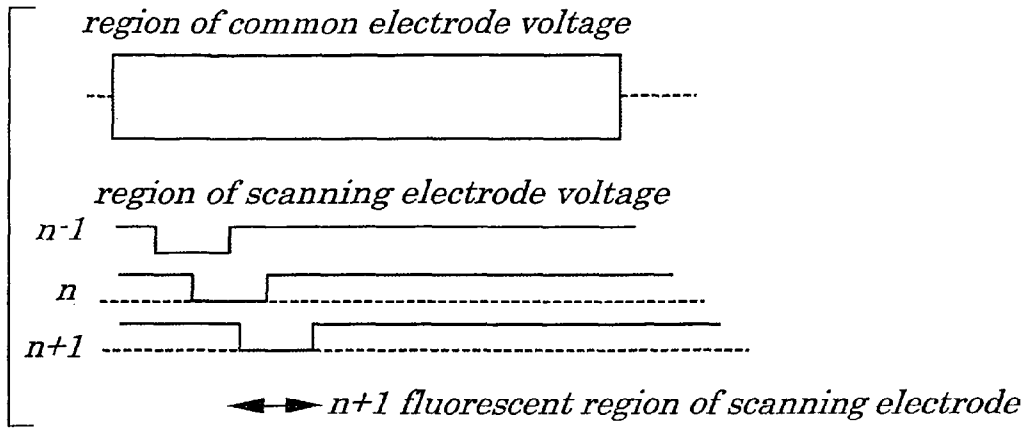 region of common electrode voltage
region of scanning electrode voltage
n-1
n
n+1
n+1 fluorescent region of scanning electrode